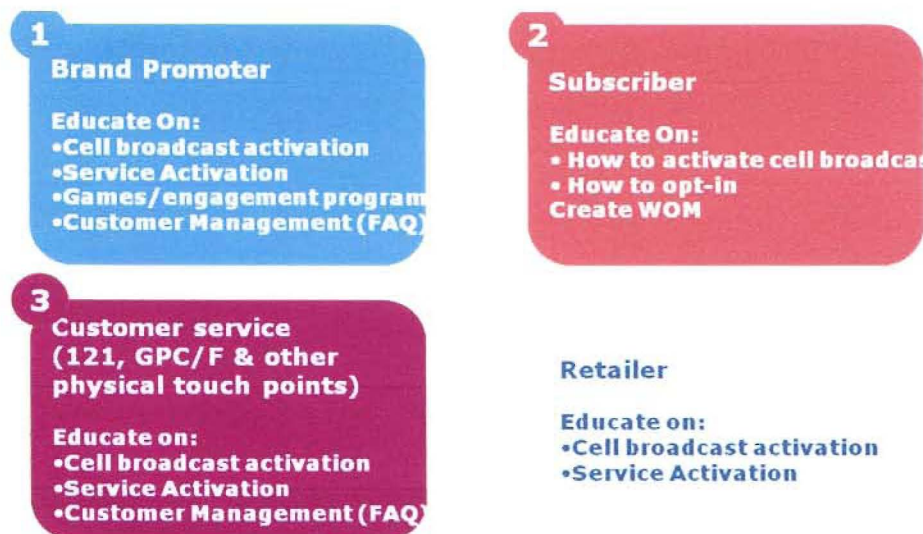 1
Brand Promoter
Educate On:
•Cell broadcast activation
•Service Activation
•Games/engagement program
•Customer Management (FAQ)
2
Subscriber
Educate On:
• How to activate cell broadcas
• How to opt-in
Create WOM
3
Customer service
(121, GPC/F & other
physical touch points)
Educate on:
•Cell broadcast activation
•Service Activation
•Customer Management (FAQ)
Retailer
Educate on:
•Cell broadcast activation
•Service Activation